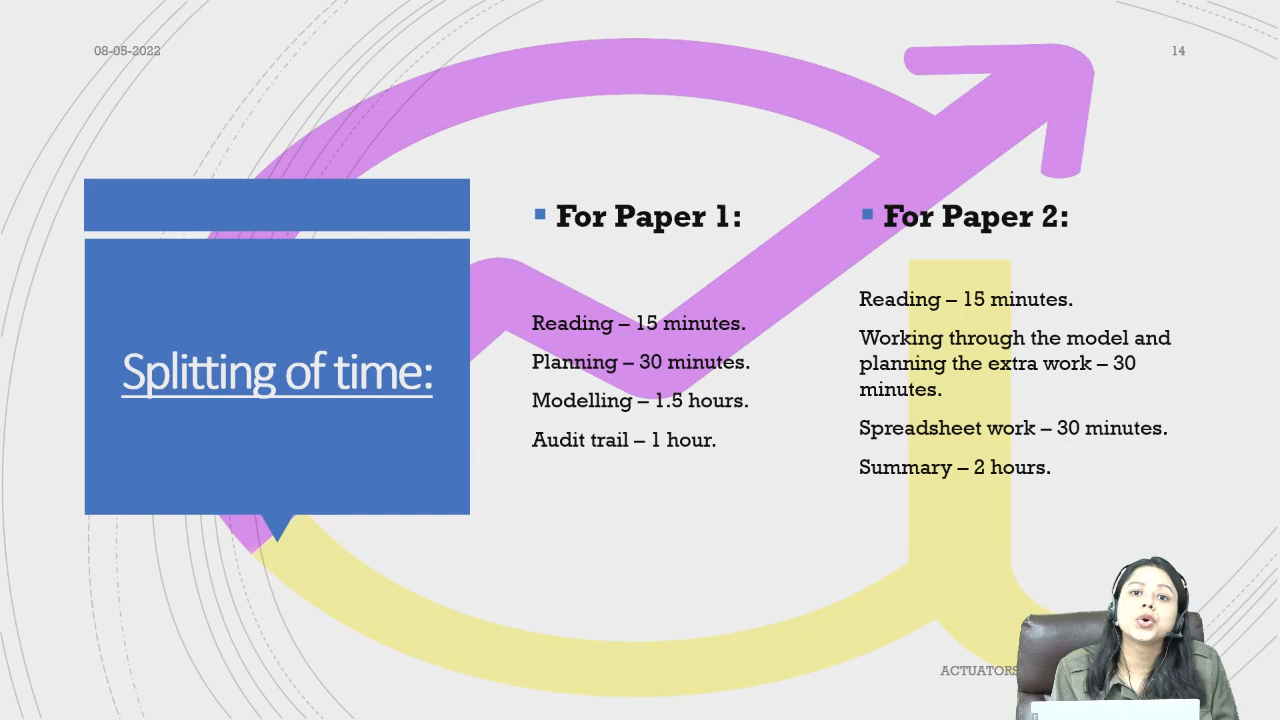 08-05-2022
14
Splitting of time:
For Paper 1:
Reading – 15 minutes.
Planning – 30 minutes.
Modelling – 1.5 hours.
Audit trail – 1 hour.
For Paper 2:
Reading – 15 minutes.
Working through the model and
planning the extra work – 30
minutes.
Spreadsheet work – 30 minutes.
Summary – 2 hours.
ACTUATORS